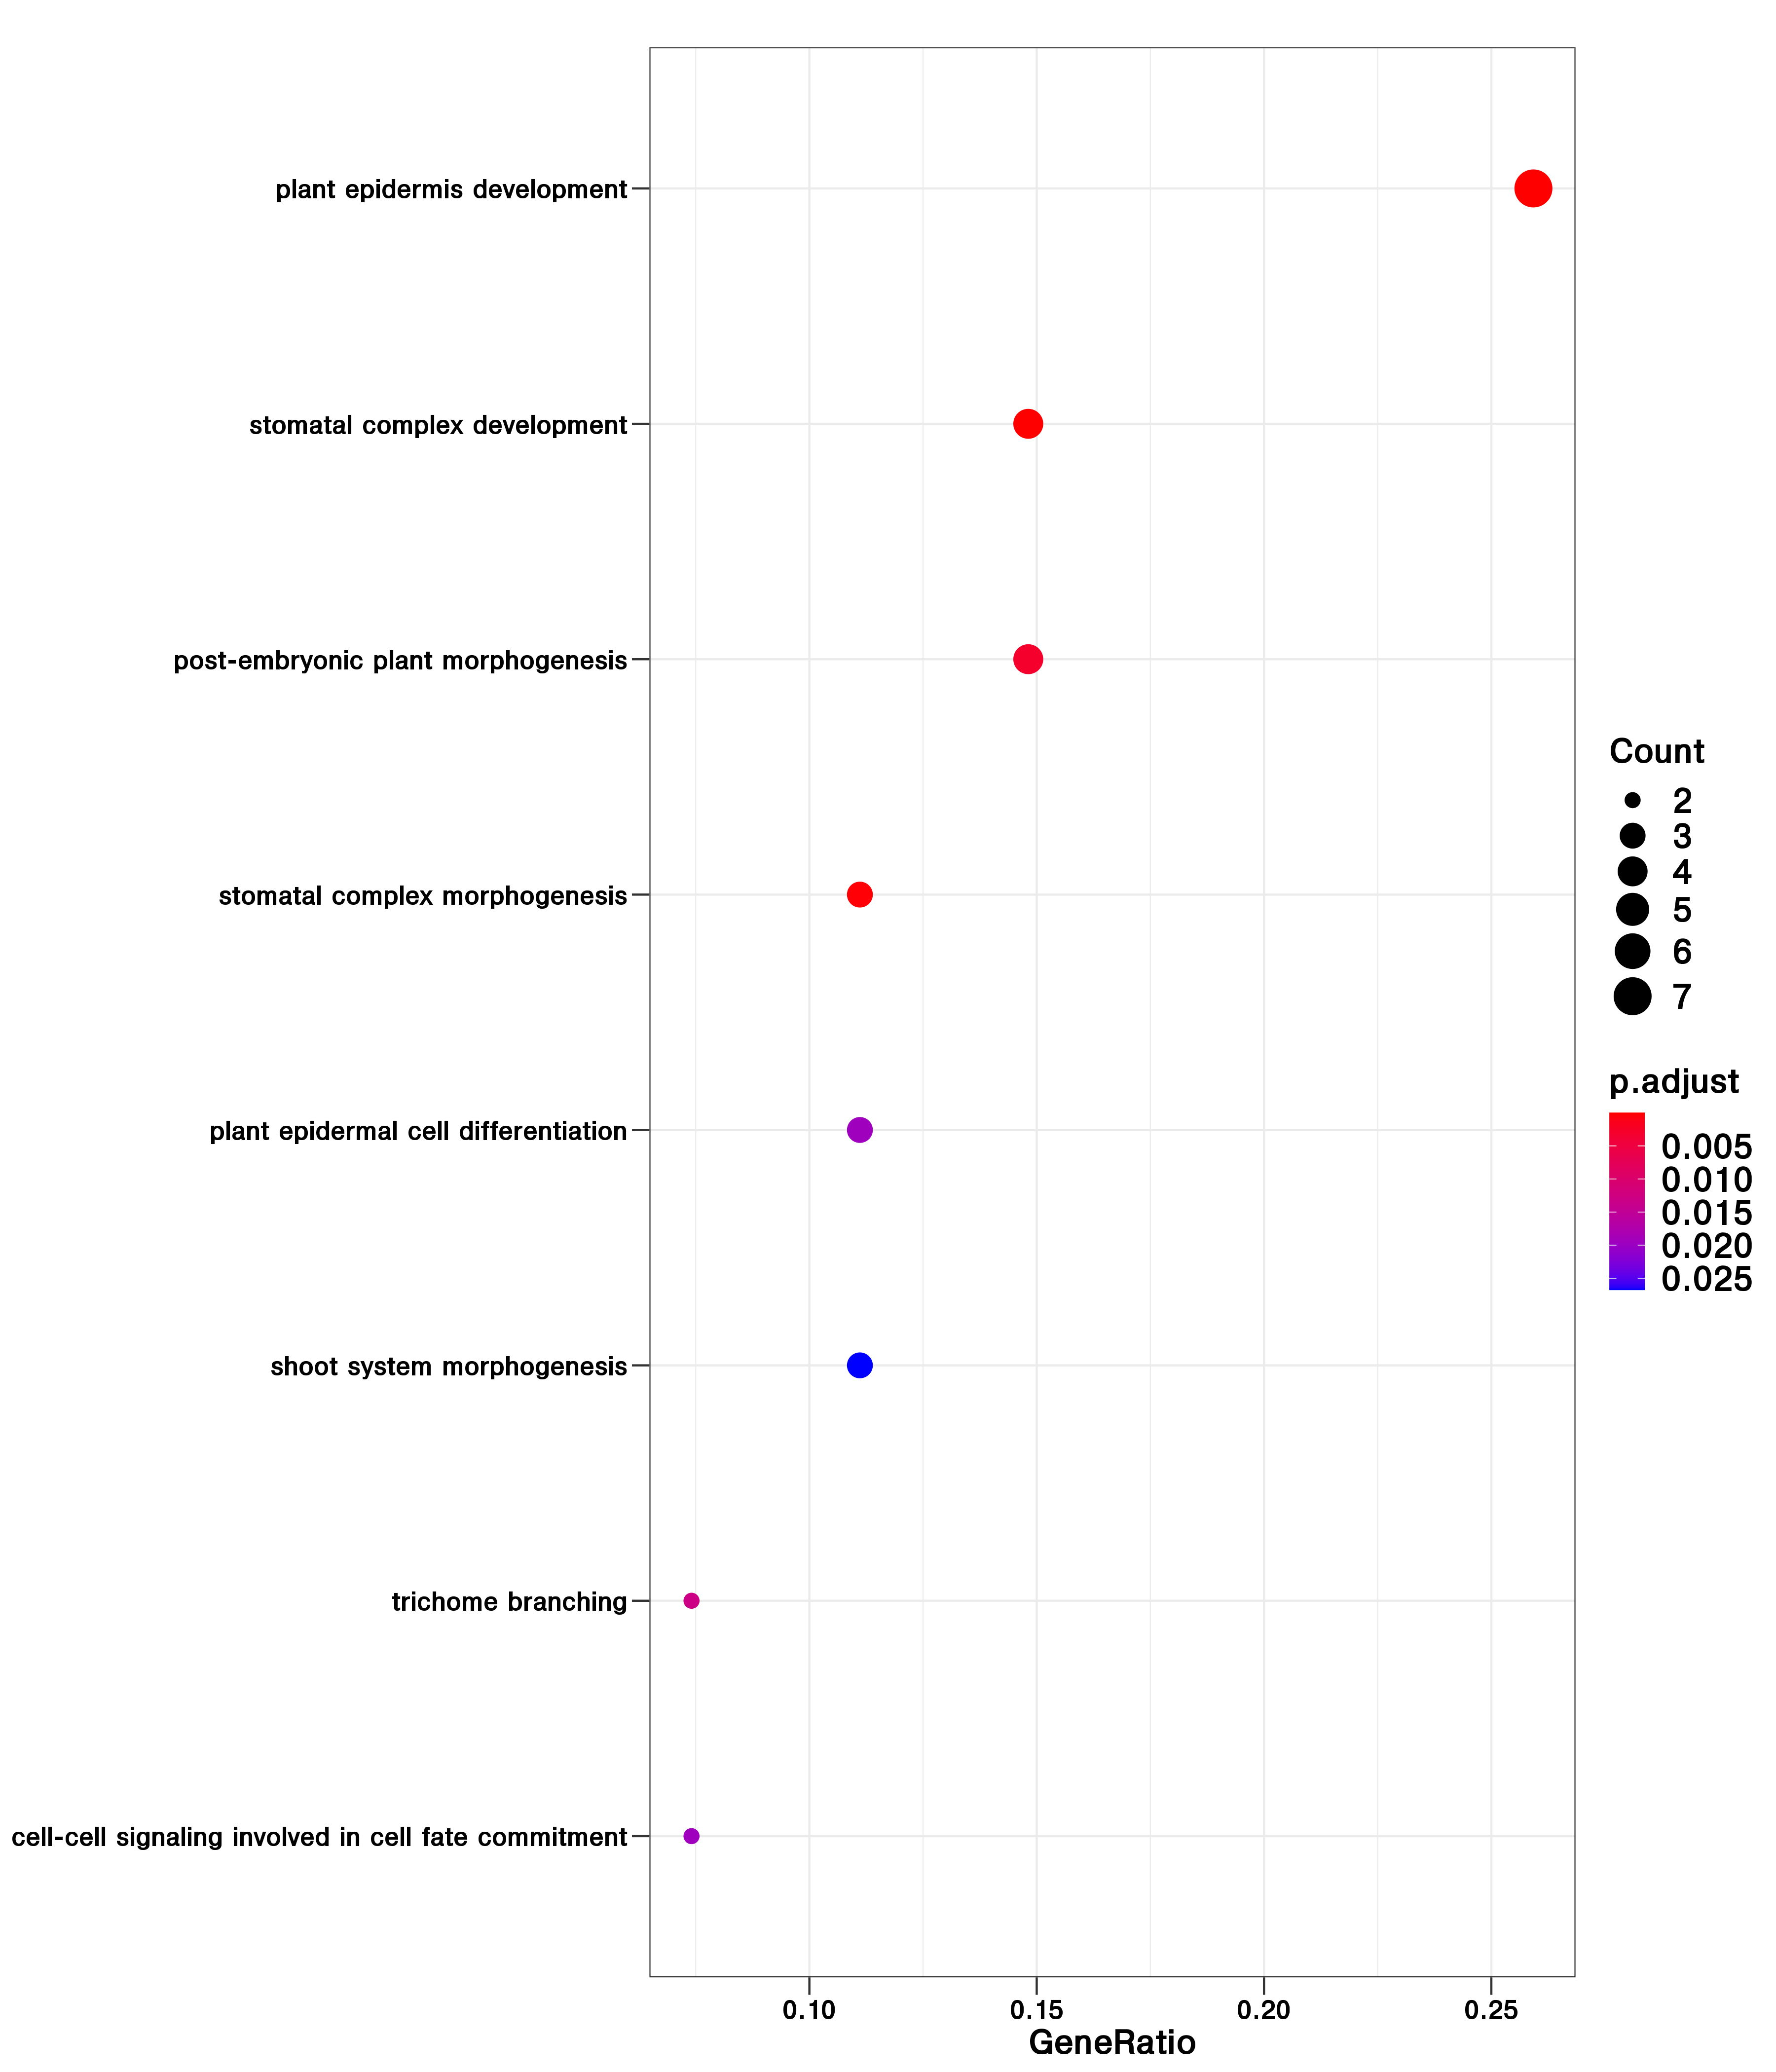 plant epidermis development
stomatal complex development
post-embryonic plant morphogenesis
stomatal complex morphogenesis
plant epidermal cell differentiation
shoot system morphogenesis
trichome branching
cell-cell signaling involved in cell fate commitment
0.10 0.15 0.20 0.25
GeneRatio
Count
2
3
4
5
6
7
p.adjust
0.005
0.010
0.015
0.020
0.025